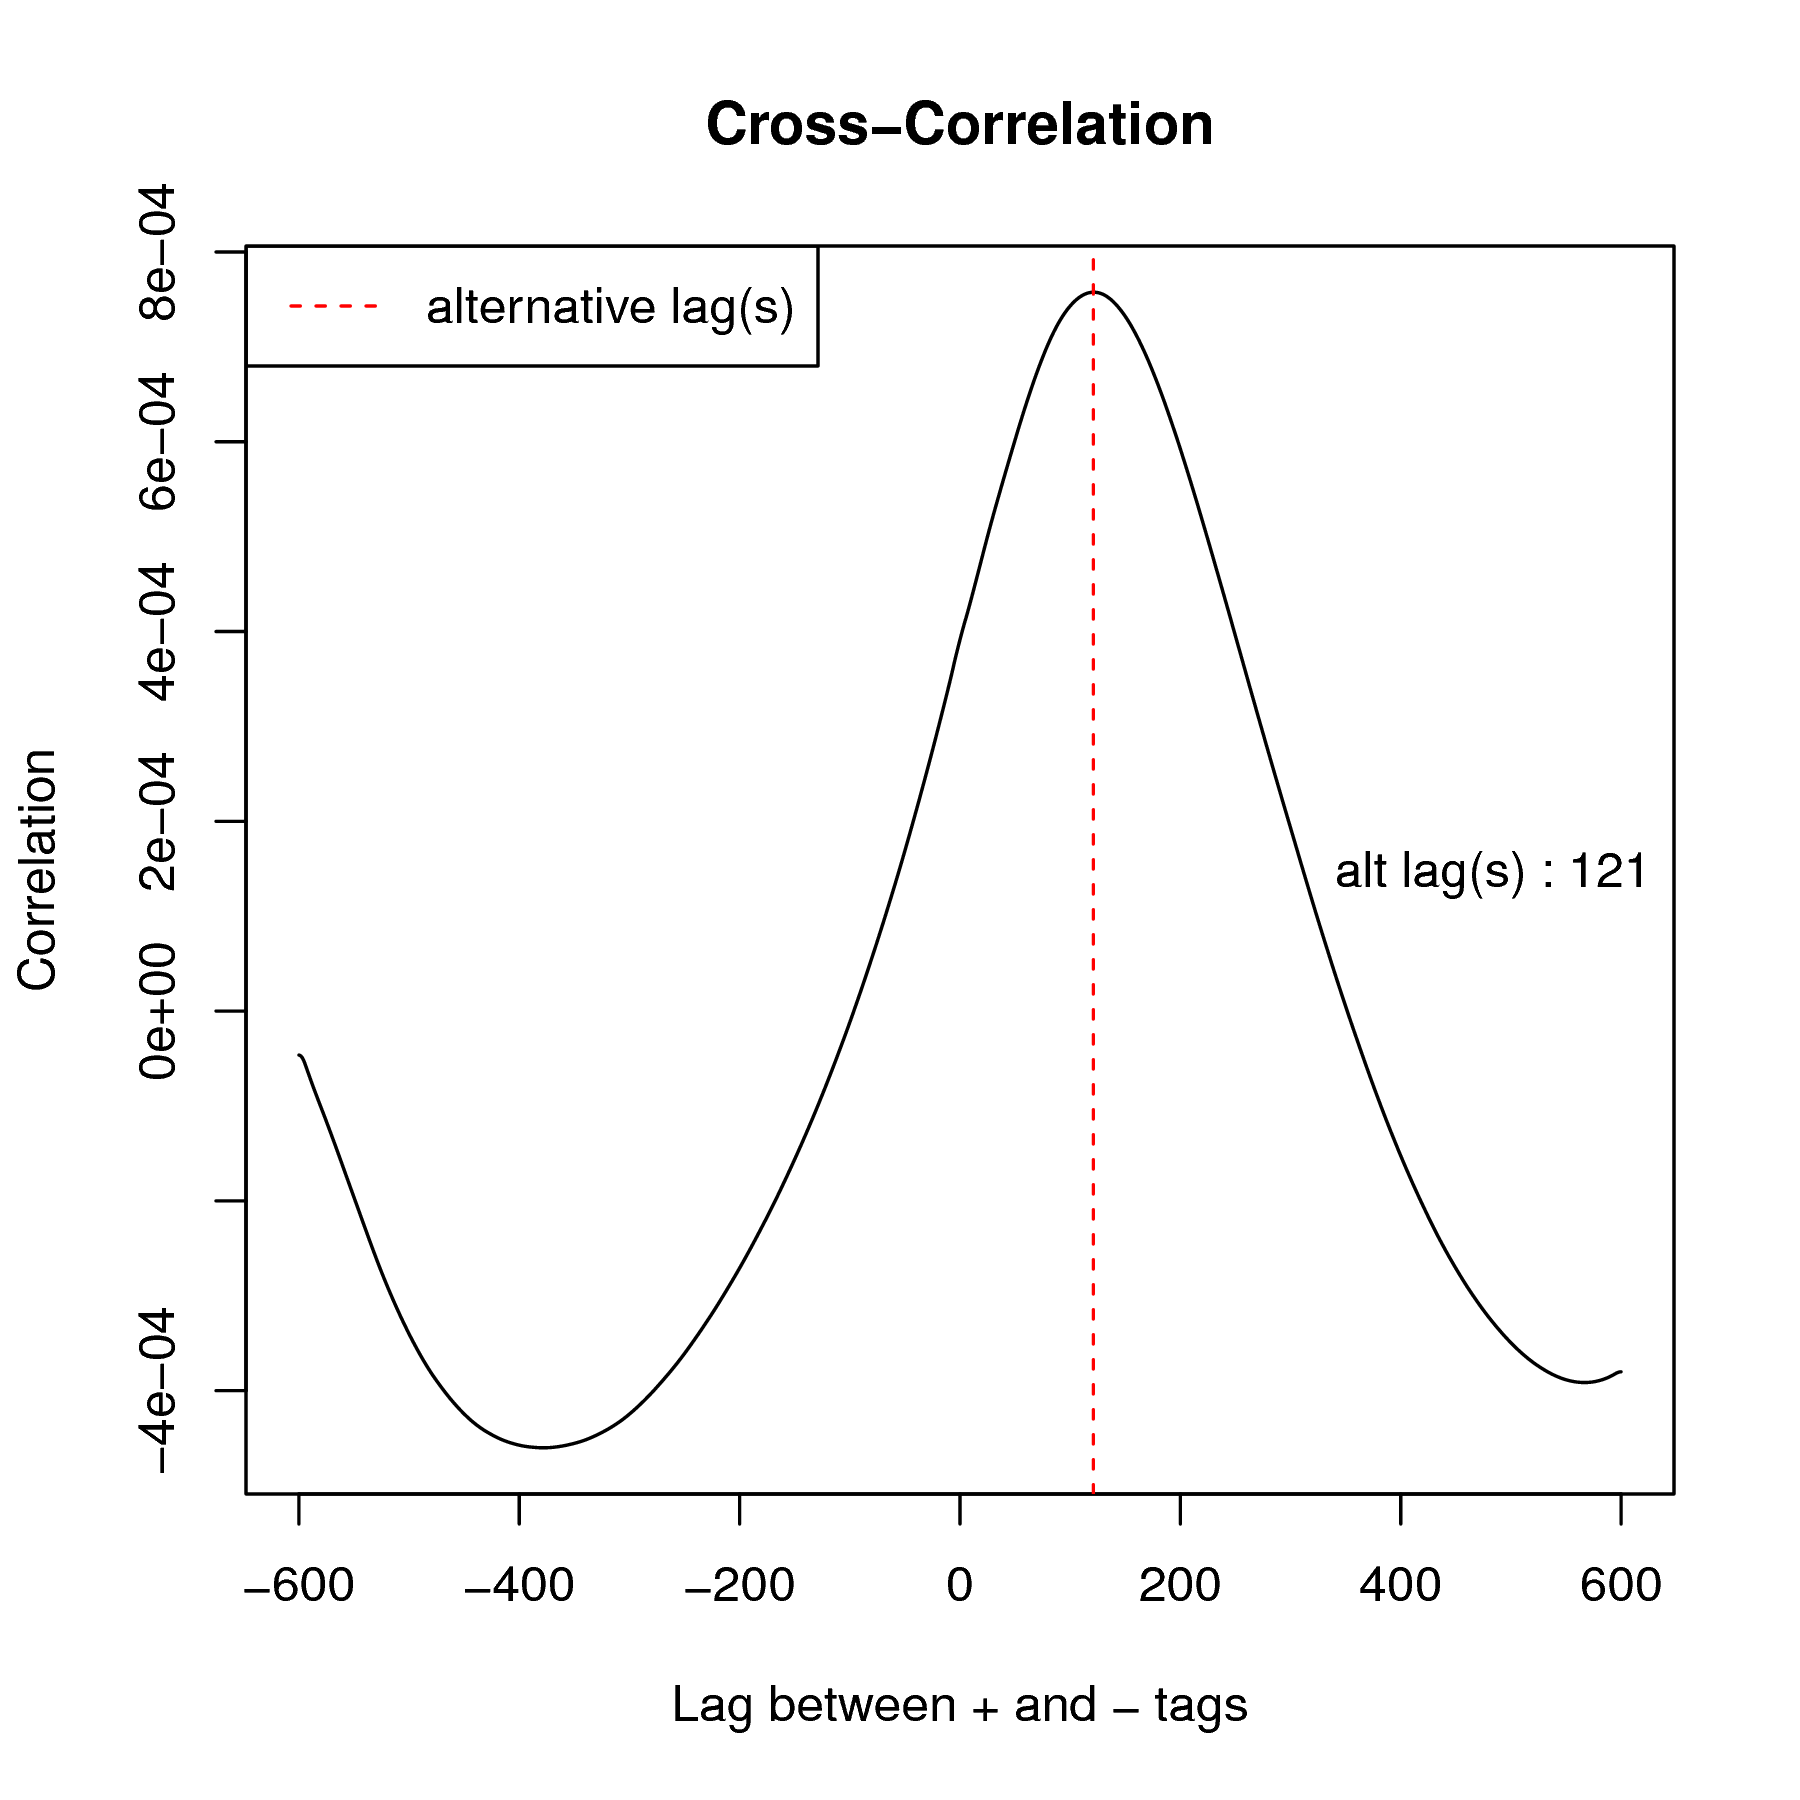 Cross−Correlation
alternative lag(s)
8e−04
6e−04
4e−04
2e−04
0e+00
−4e−04
Correlation
alt lag(s) : 121
−600 −400 −200 0 200 400 600
Lag between + and − tags